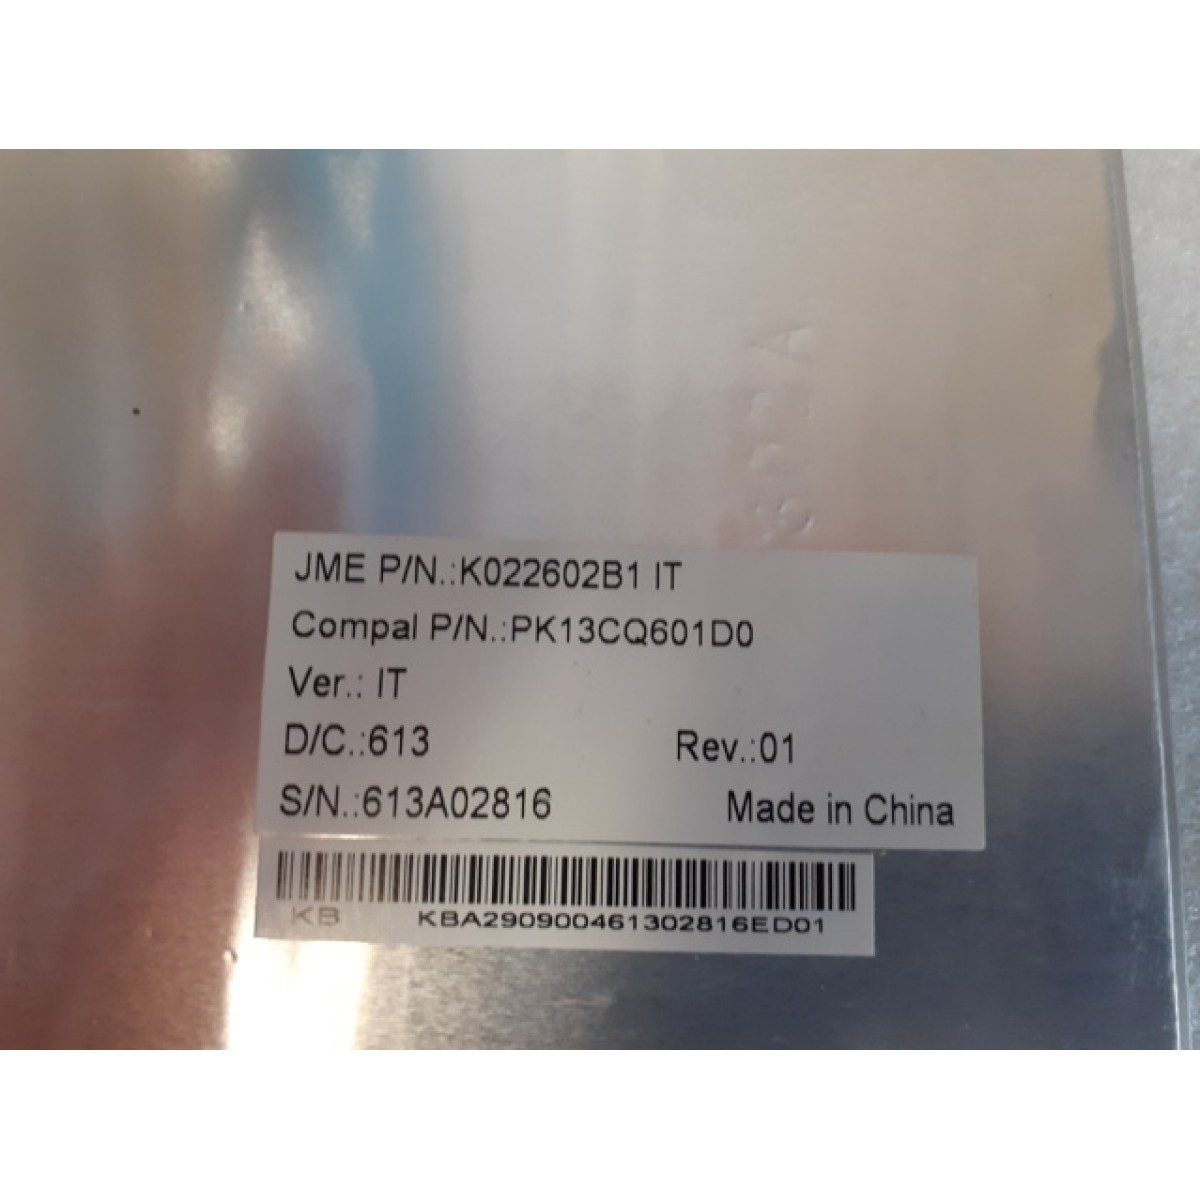 JME P/N.:K022602B1 IT
Compal P/N.:PK13CQ601D0
Ver.: IT
D/C.:613 Rev.:01
S/N.:613A02816 Made in China
KB KBA290900461302816ED01